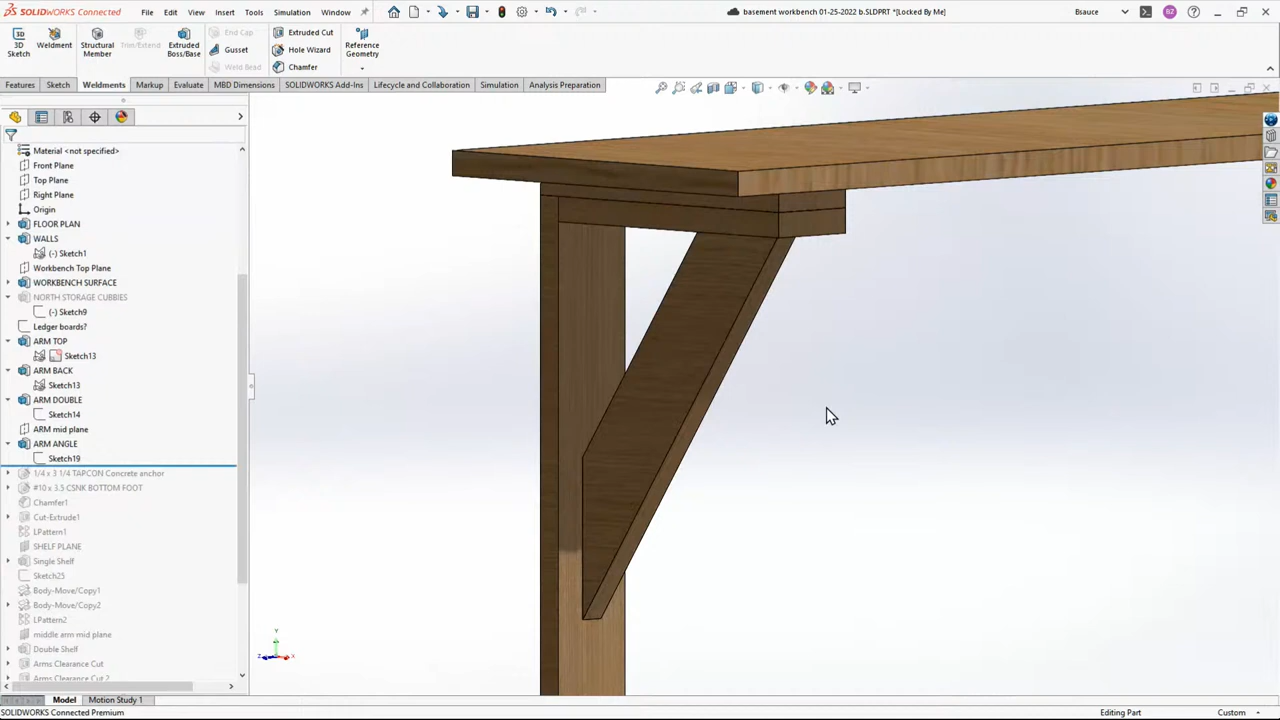 SOLIDWORKS Connected
File Edit View Insert Tools Simulation Window
basement workbench 01-25-2022 b.SLDPRT *[Locked By Me]
Bsauce
BZ
3D Sketch
Weldment
Structural Member
Trim/Extend
Extruded Boss/Base
End Cap
Gusset
Weld Bead
Extruded Cut
Hole Wizard
Chamfer
Reference Geometry
Features Sketch Weldments Markup Evaluate MBD Dimensions SOLIDWORKS Add-Ins Lifecycle and Collaboration Simulation Analysis Preparation
Material <not specified>
Front Plane
Top Plane
Right Plane
Origin
FLOOR PLAN
WALLS
(-) Sketch1
Workbench Top Plane
WORKBENCH SURFACE
NORTH STORAGE CUBBIES
(-) Sketch9
Ledger boards?
ARM TOP
Sketch13
ARM BACK
Sketch13
ARM DOUBLE
Sketch14
ARM mid plane
ARM ANGLE
Sketch19
1/4 x 3 1/4 TAPCON Concrete anchor
#10 x 3.5 CSNK BOTTOM FOOT
Chamfer1
Cut-Extrude1
LPattern1
SHELF PLANE
Single Shelf
Sketch25
Body-Move/Copy1
Body-Move/Copy2
LPattern2
middle arm mid plane
Double Shelf
Arms Clearance Cut
Arms Clearance Cut 2
Y
Z X
Model Motion Study 1
SOLIDWORKS Connected Premium
Editing Part
Custom